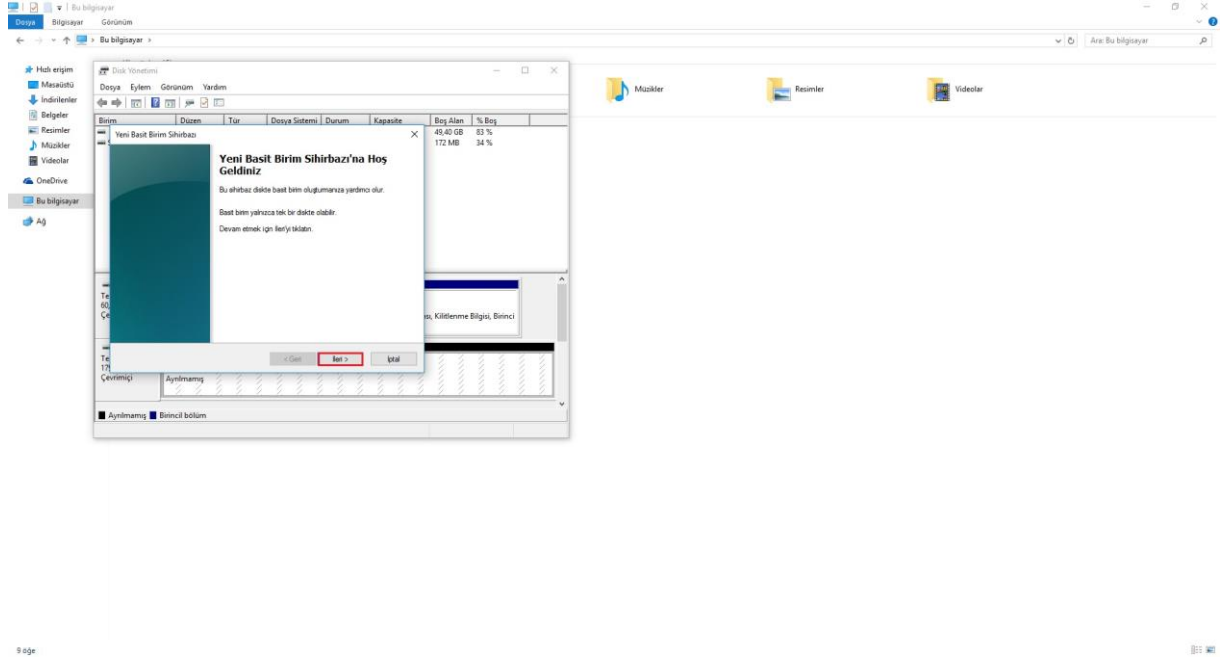 Bu bilgisayar
Dosya Bilgisayar Görünüm
Bu bilgisayar
Ara: Bu bilgisayar
Hızlı erişim
Masaüstü
İndirilenler
Belgeler
Resimler
Müzikler
Videolar
OneDrive
Bu bilgisayar
Ağ
Müzikler
Resimler
Videolar
Disk Yönetimi
Dosya Eylem Görünüm Yardım
Birim Düzen Tür Dosya Sistemi Durum Kapasite Boş Alan % Boş
49,40 GB 83 %
172 MB 34 %
Yeni Basit Birim Sihirbazı
Yeni Basit Birim Sihirbazı'na Hoş
Geldiniz
Bu sihirbaz diskte basit birim oluşturmanıza yardımcı olur.
Basit birim yalnızca tek bir diskte olabilir.
Devam etmek için İleri'yi tıklatın.
< Geri İleri > İptal
Kilitlenme Bilgisi, Birinci
Çevrimiçi
Ayrılmamış
Ayrılmamış Birincil bölüm
9 öğe